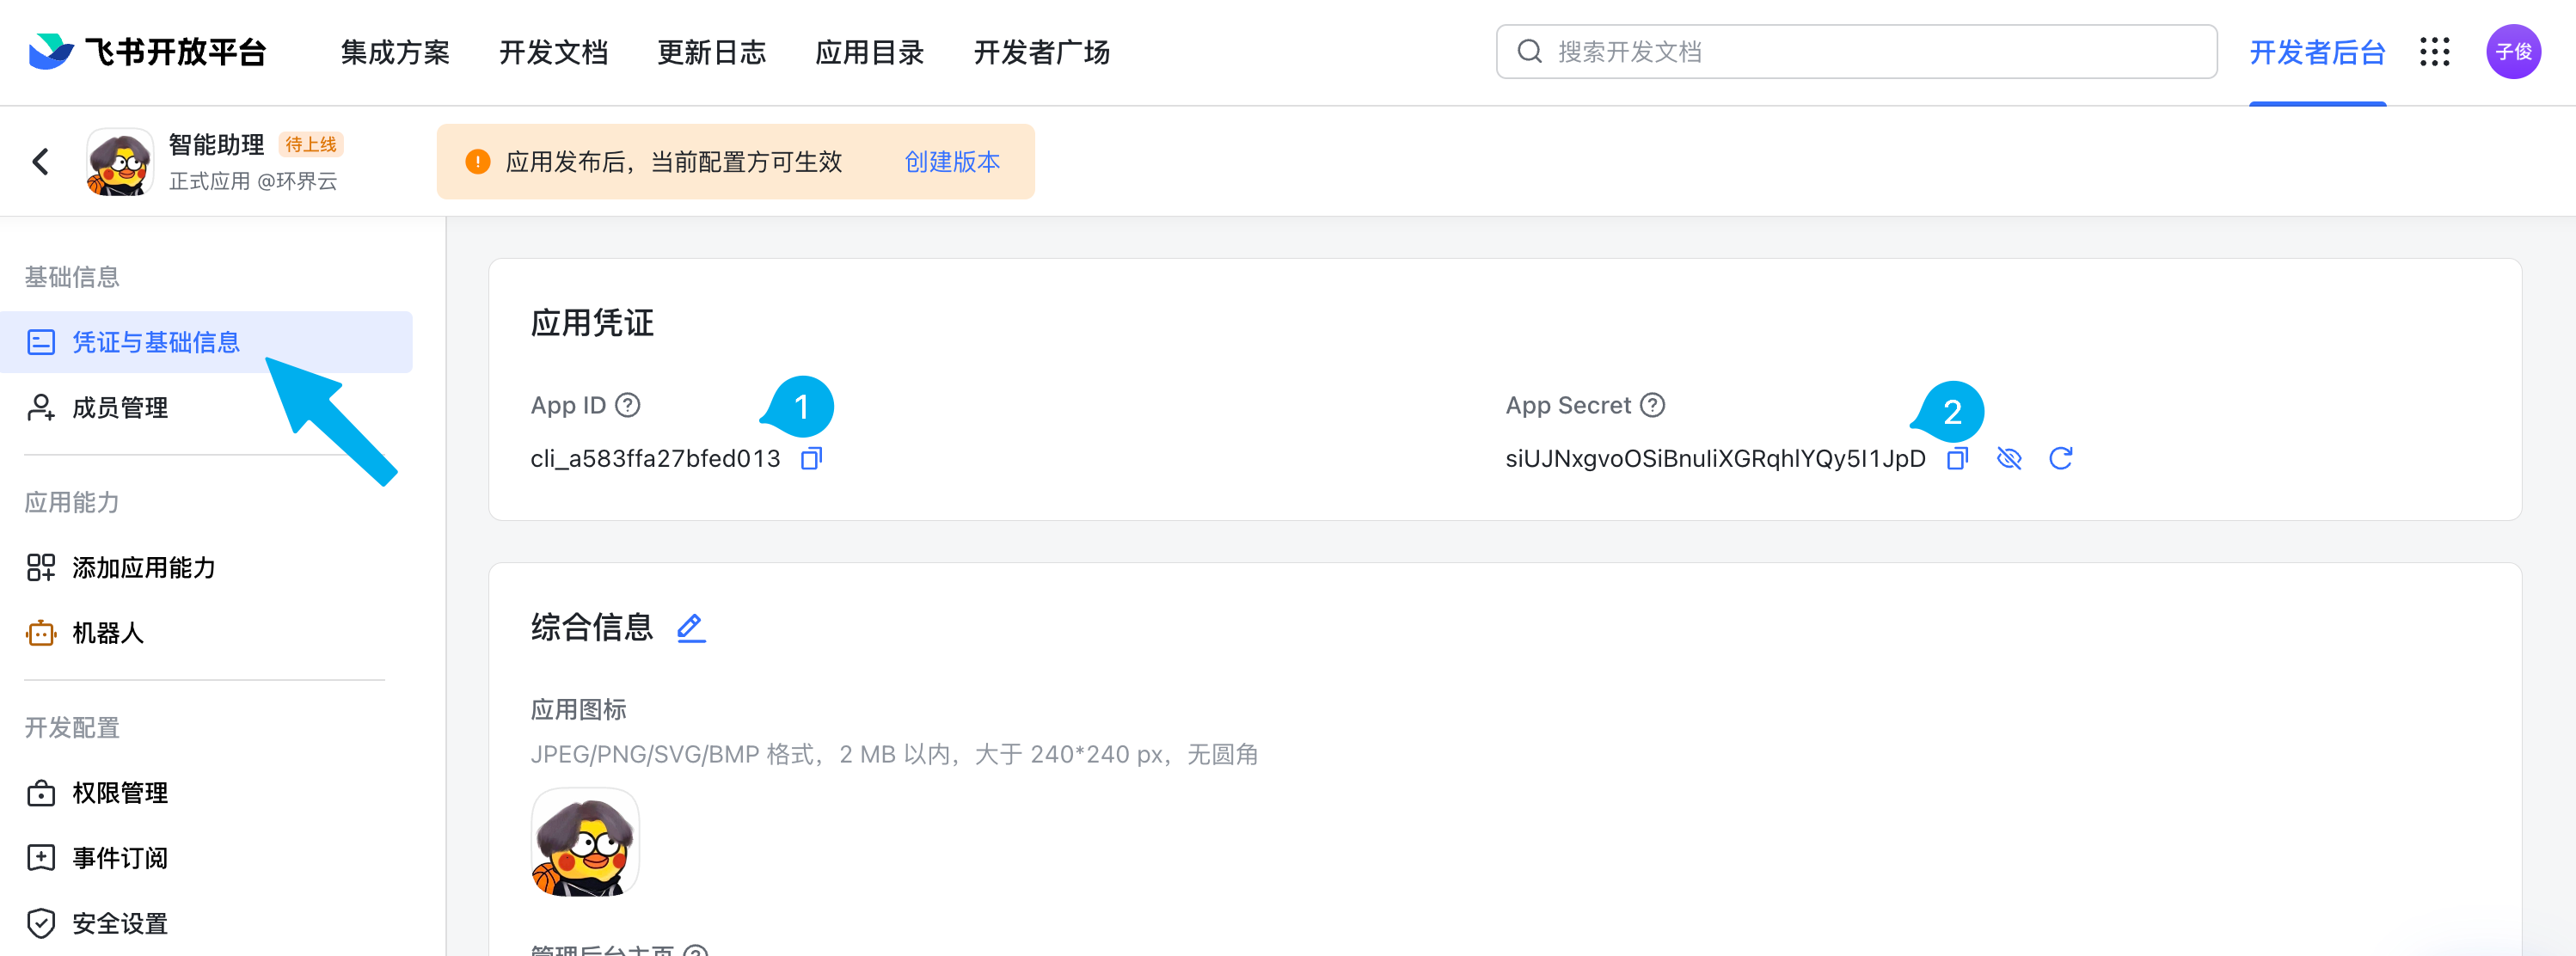 飞书开放平台 集成方案 开发文档 更新日志 应用目录 开发者广场 搜索开发文档 开发者后台 子俊
智能助理 待上线
正式应用 @环界云
应用发布后，当前配置方可生效 创建版本
基础信息
凭证与基础信息
成员管理
应用能力
添加应用能力
机器人
开发配置
权限管理
事件订阅
安全设置
应用凭证
App ID 1
cli_a583ffa27bfed013
App Secret 2
siUJNxgvoOSiBnuIiXGRqhlYQy5I1JpD
综合信息
应用图标
JPEG/PNG/SVG/BMP 格式，2 MB 以内，大于 240*240 px，无圆角
管理后台主页